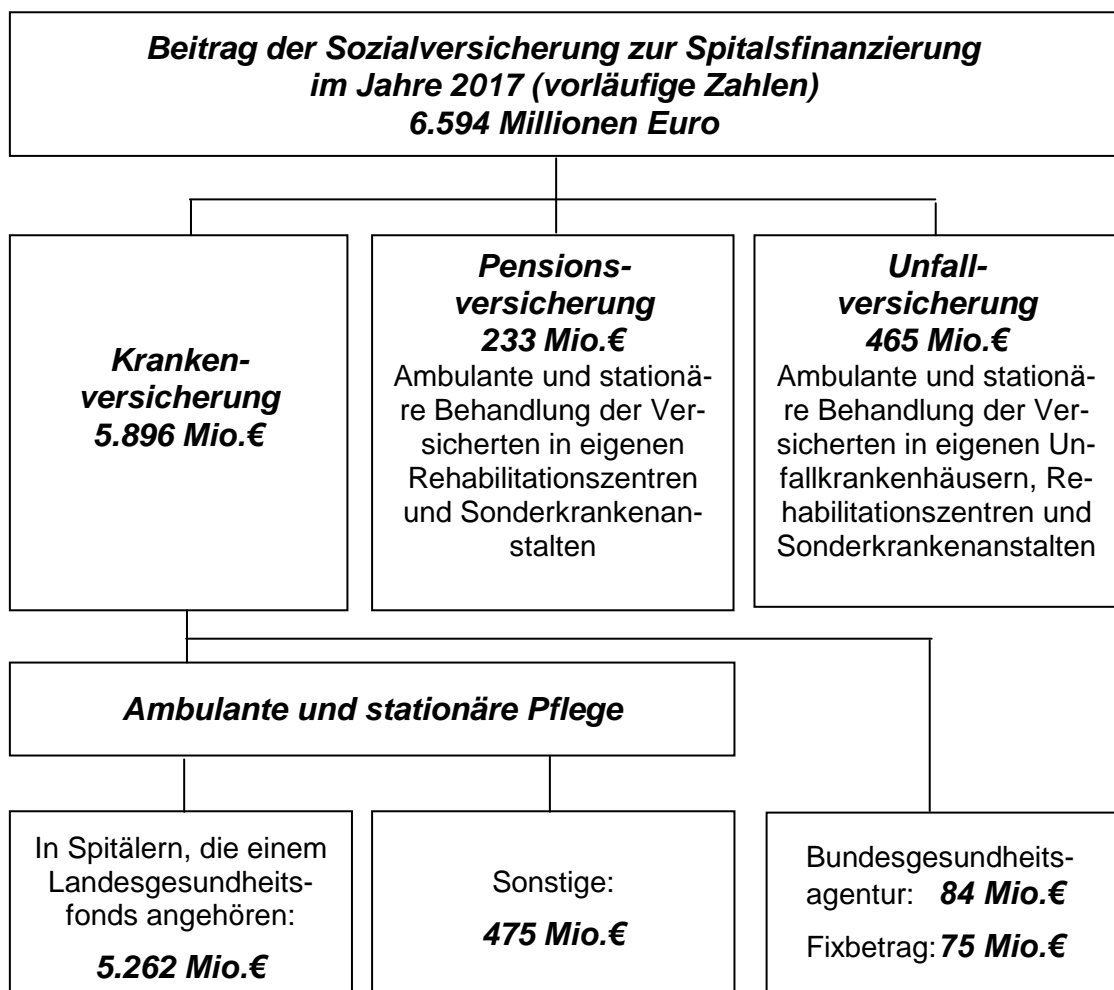 Beitrag der Sozialversicherung zur Spitalsfinanzierung
im Jahre 2017 (vorläufige Zahlen)
6.594 Millionen Euro
Kranken-
versicherung
5.896 Mio.€
Pensions-
versicherung
233 Mio.€
Ambulante und stationä-
re Behandlung der Ver-
sicherten in eigenen
Rehabilitationszentren
und Sonderkrankenan-
stalten
Unfall-
versicherung
465 Mio.€
Ambulante und stationä-
re Behandlung der Ver-
sicherten in eigenen Un-
fallkrankenhäusern, Re-
habilitationszentren und
Sonderkrankenanstalten
Ambulante und stationäre Pflege
In Spitälern, die einem
Landesgesundheits-
fonds angehören:
5.262 Mio.€
Sonstige:
475 Mio.€
Bundesgesundheits-
agentur: 84 Mio.€
Fixbetrag: 75 Mio.€